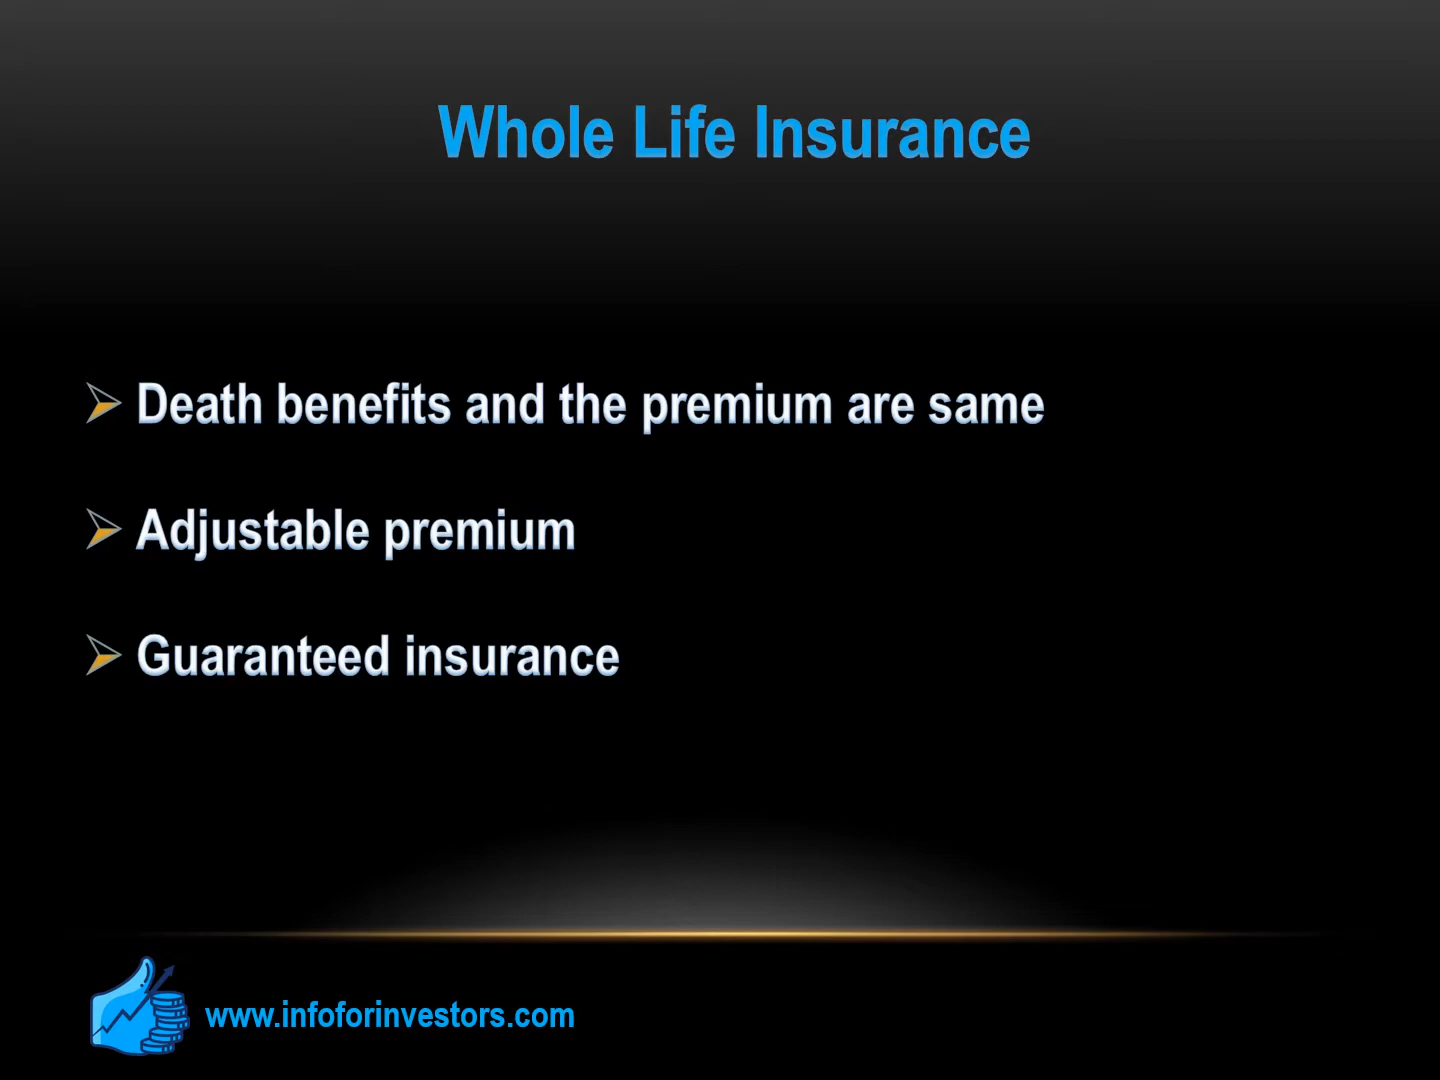 Whole Life Insurance
Death benefits and the premium are same
Adjustable premium
Guaranteed insurance
www.infoforinvestors.com